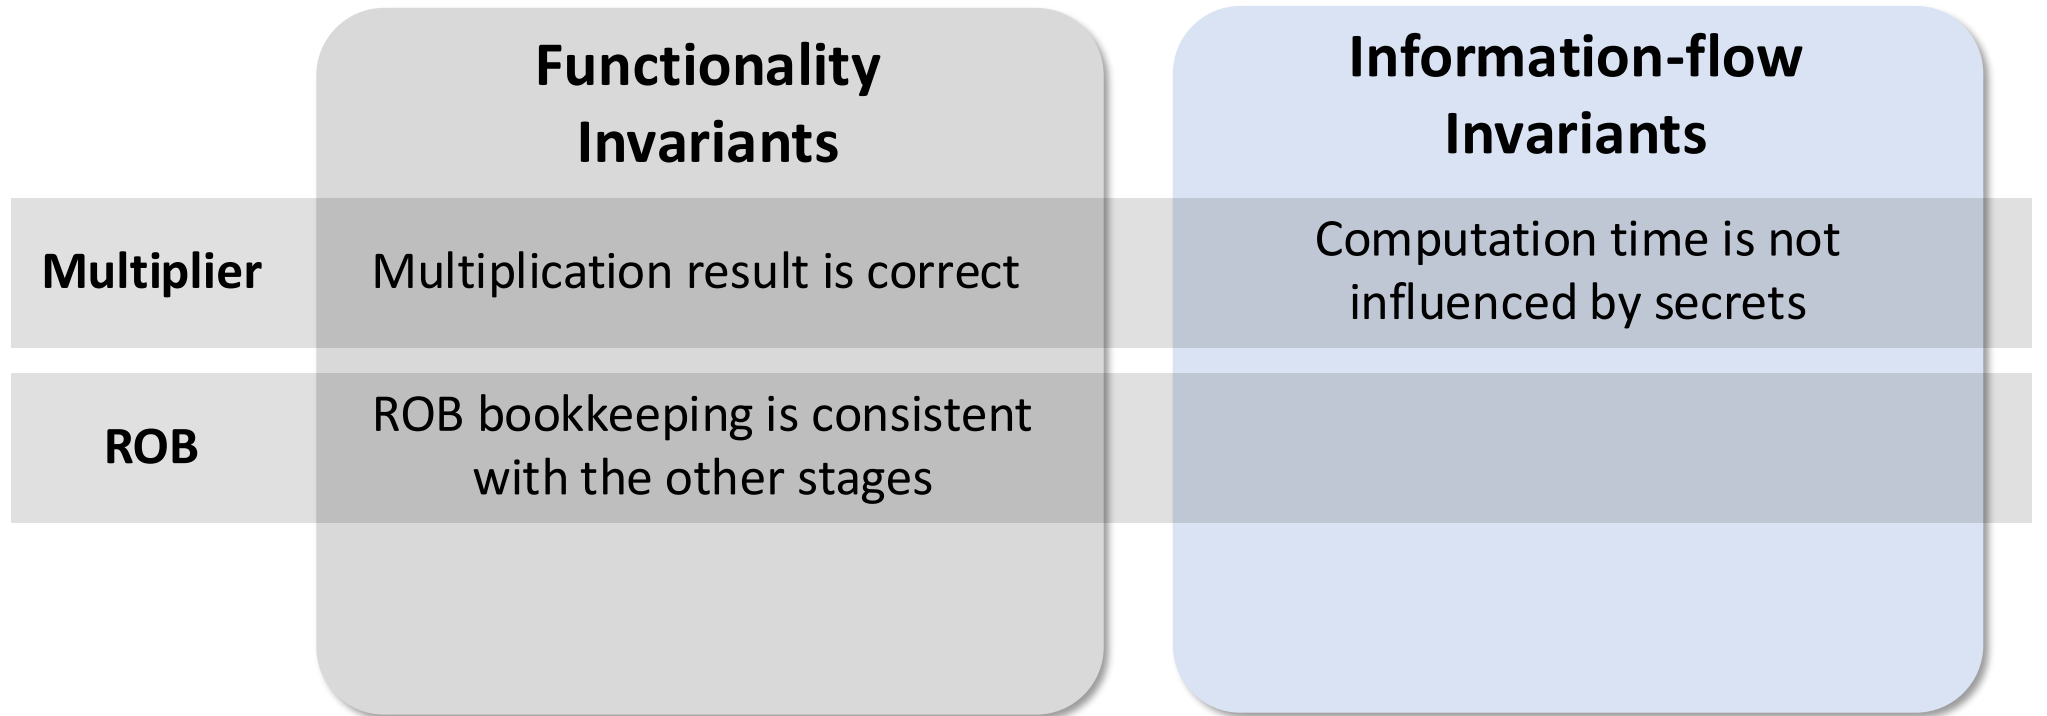 Functionality
Invariants
Information-flow
Invariants
Multiplier
Multiplication result is correct
Computation time is not
influenced by secrets
ROB
ROB bookkeeping is consistent
with the other stages